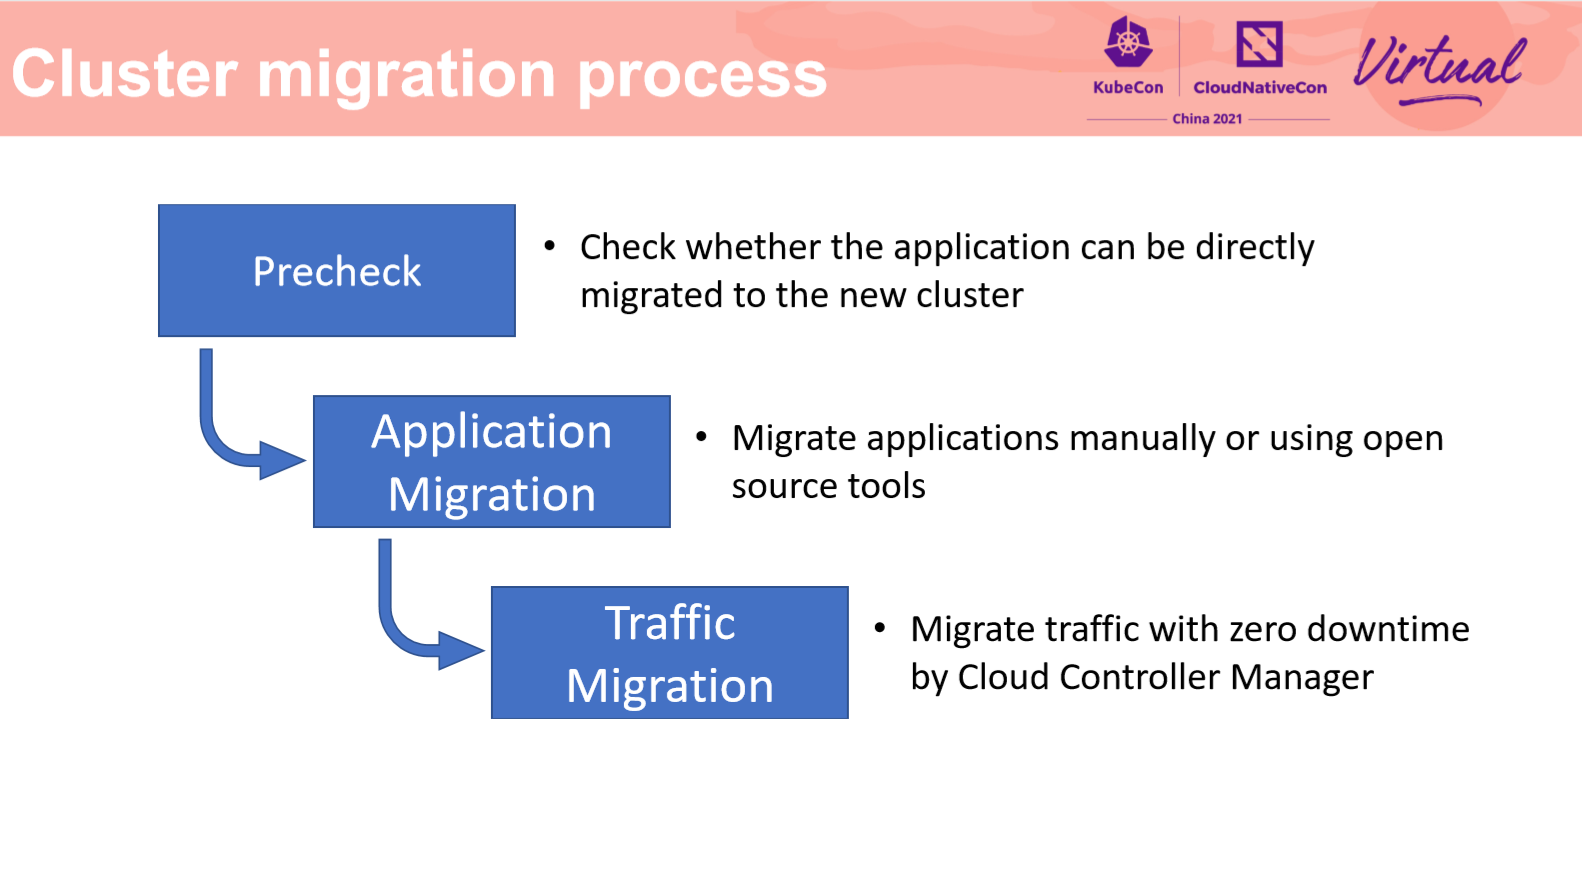 Cluster migration process
KubeCon
CloudNativeCon
China 2021
Virtual
Precheck
• Check whether the application can be directly
migrated to the new cluster
Application
Migration
• Migrate applications manually or using open
source tools
Traffic
Migration
• Migrate traffic with zero downtime
by Cloud Controller Manager